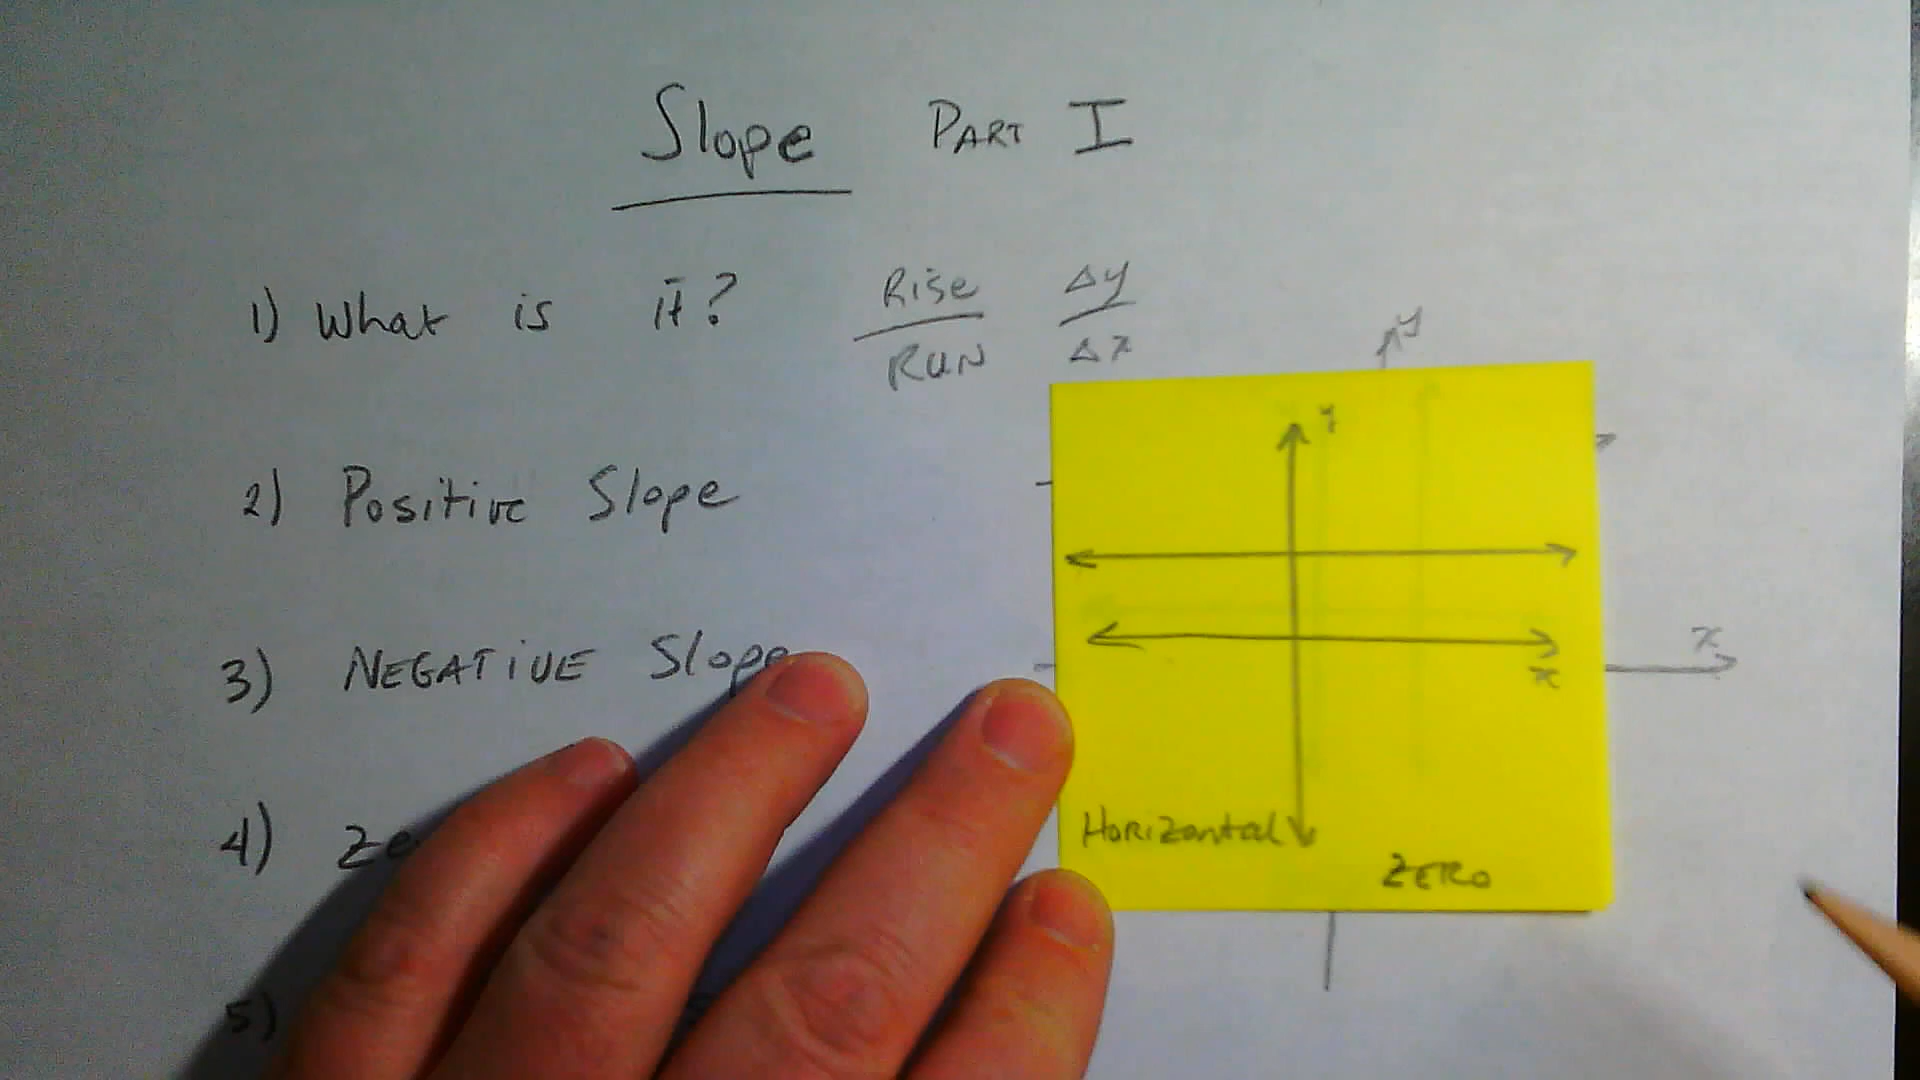 Slope PART I
1) What is it? Rise/RUN Δy/Δx
y
2) Positive Slope
y
x
x
3) NEGATIVE Slope
Horizontal
4)
ZERO
5)